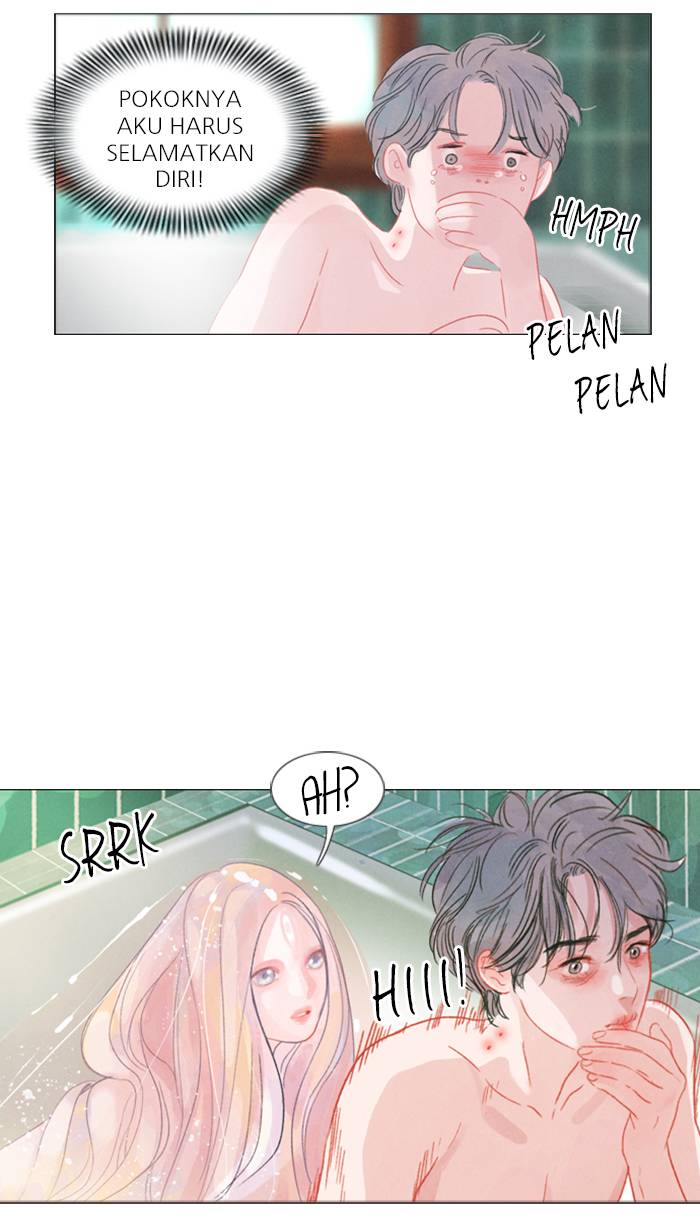 POKOKNYA
AKU HARUS
SELAMATKAN
DIRI!
HMPH
PELAN
PELAN
AH?
SRRK
HIII!